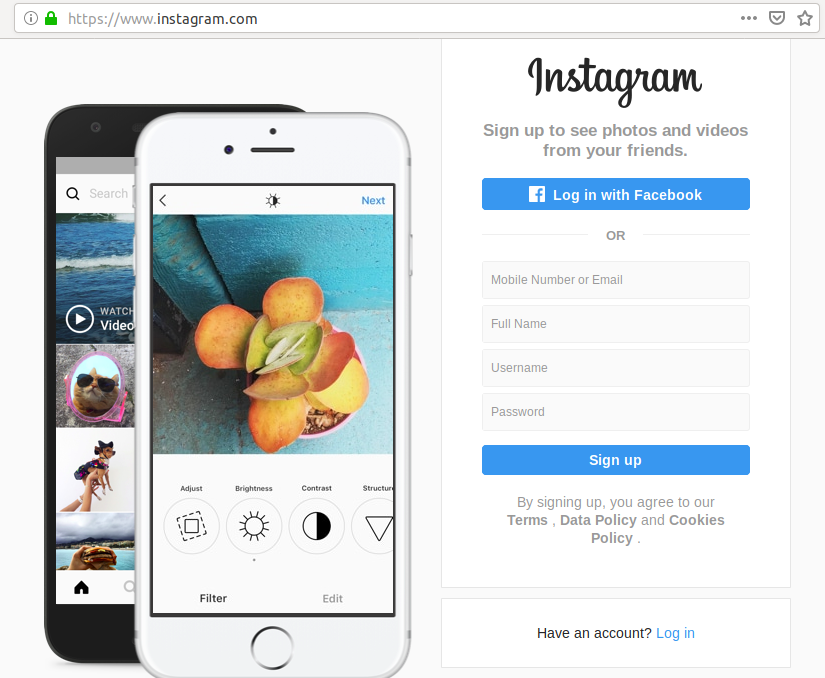 https://www.instagram.com
Instagram
Sign up to see photos and videos
from your friends.
Log in with Facebook
OR
Mobile Number or Email
Full Name
Username
Password
Sign up
By signing up, you agree to our
Terms , Data Policy and Cookies
Policy .
Have an account? Log in
Search
WATCH
Video
Next
Adjust
Brightness
Contrast
Structure
Filter
Edit